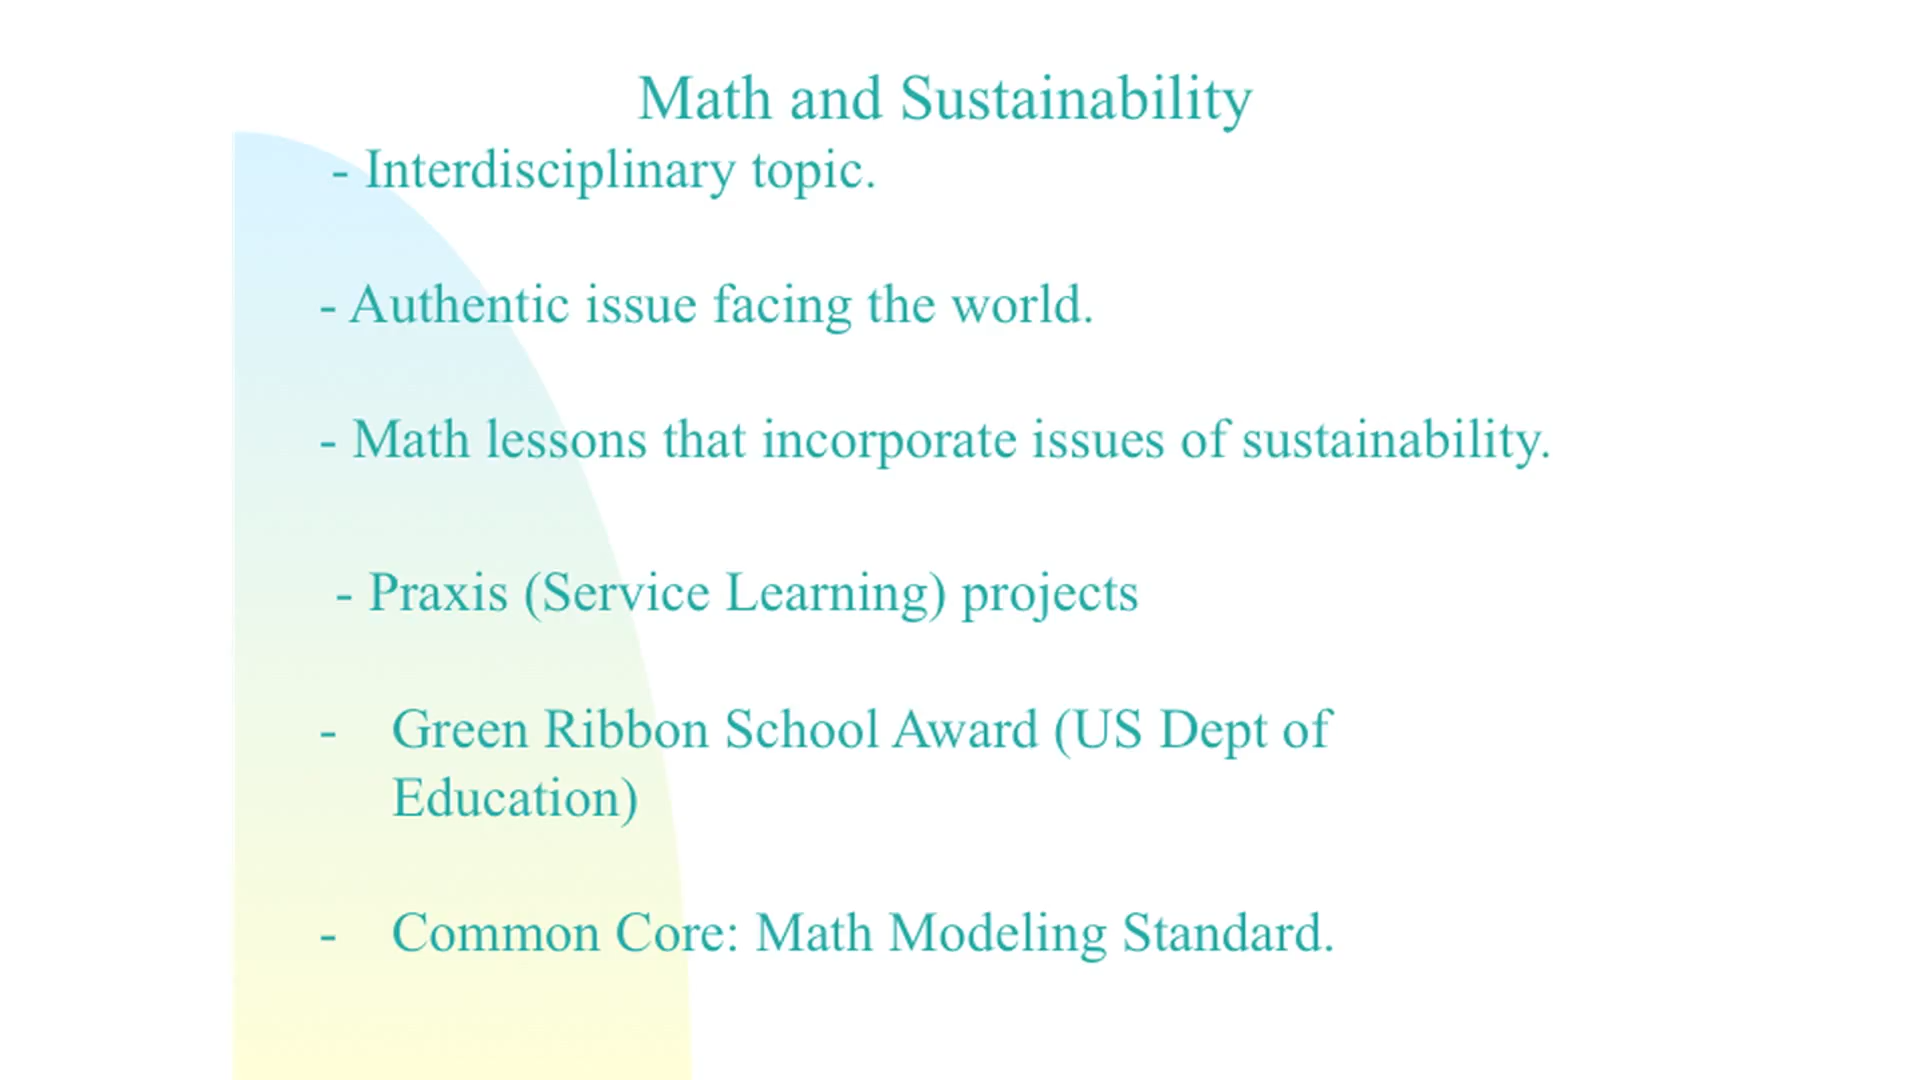 Math and Sustainability
- Interdisciplinary topic.
- Authentic issue facing the world.
- Math lessons that incorporate issues of sustainability.
- Praxis (Service Learning) projects
- Green Ribbon School Award (US Dept of
Education)
- Common Core: Math Modeling Standard.